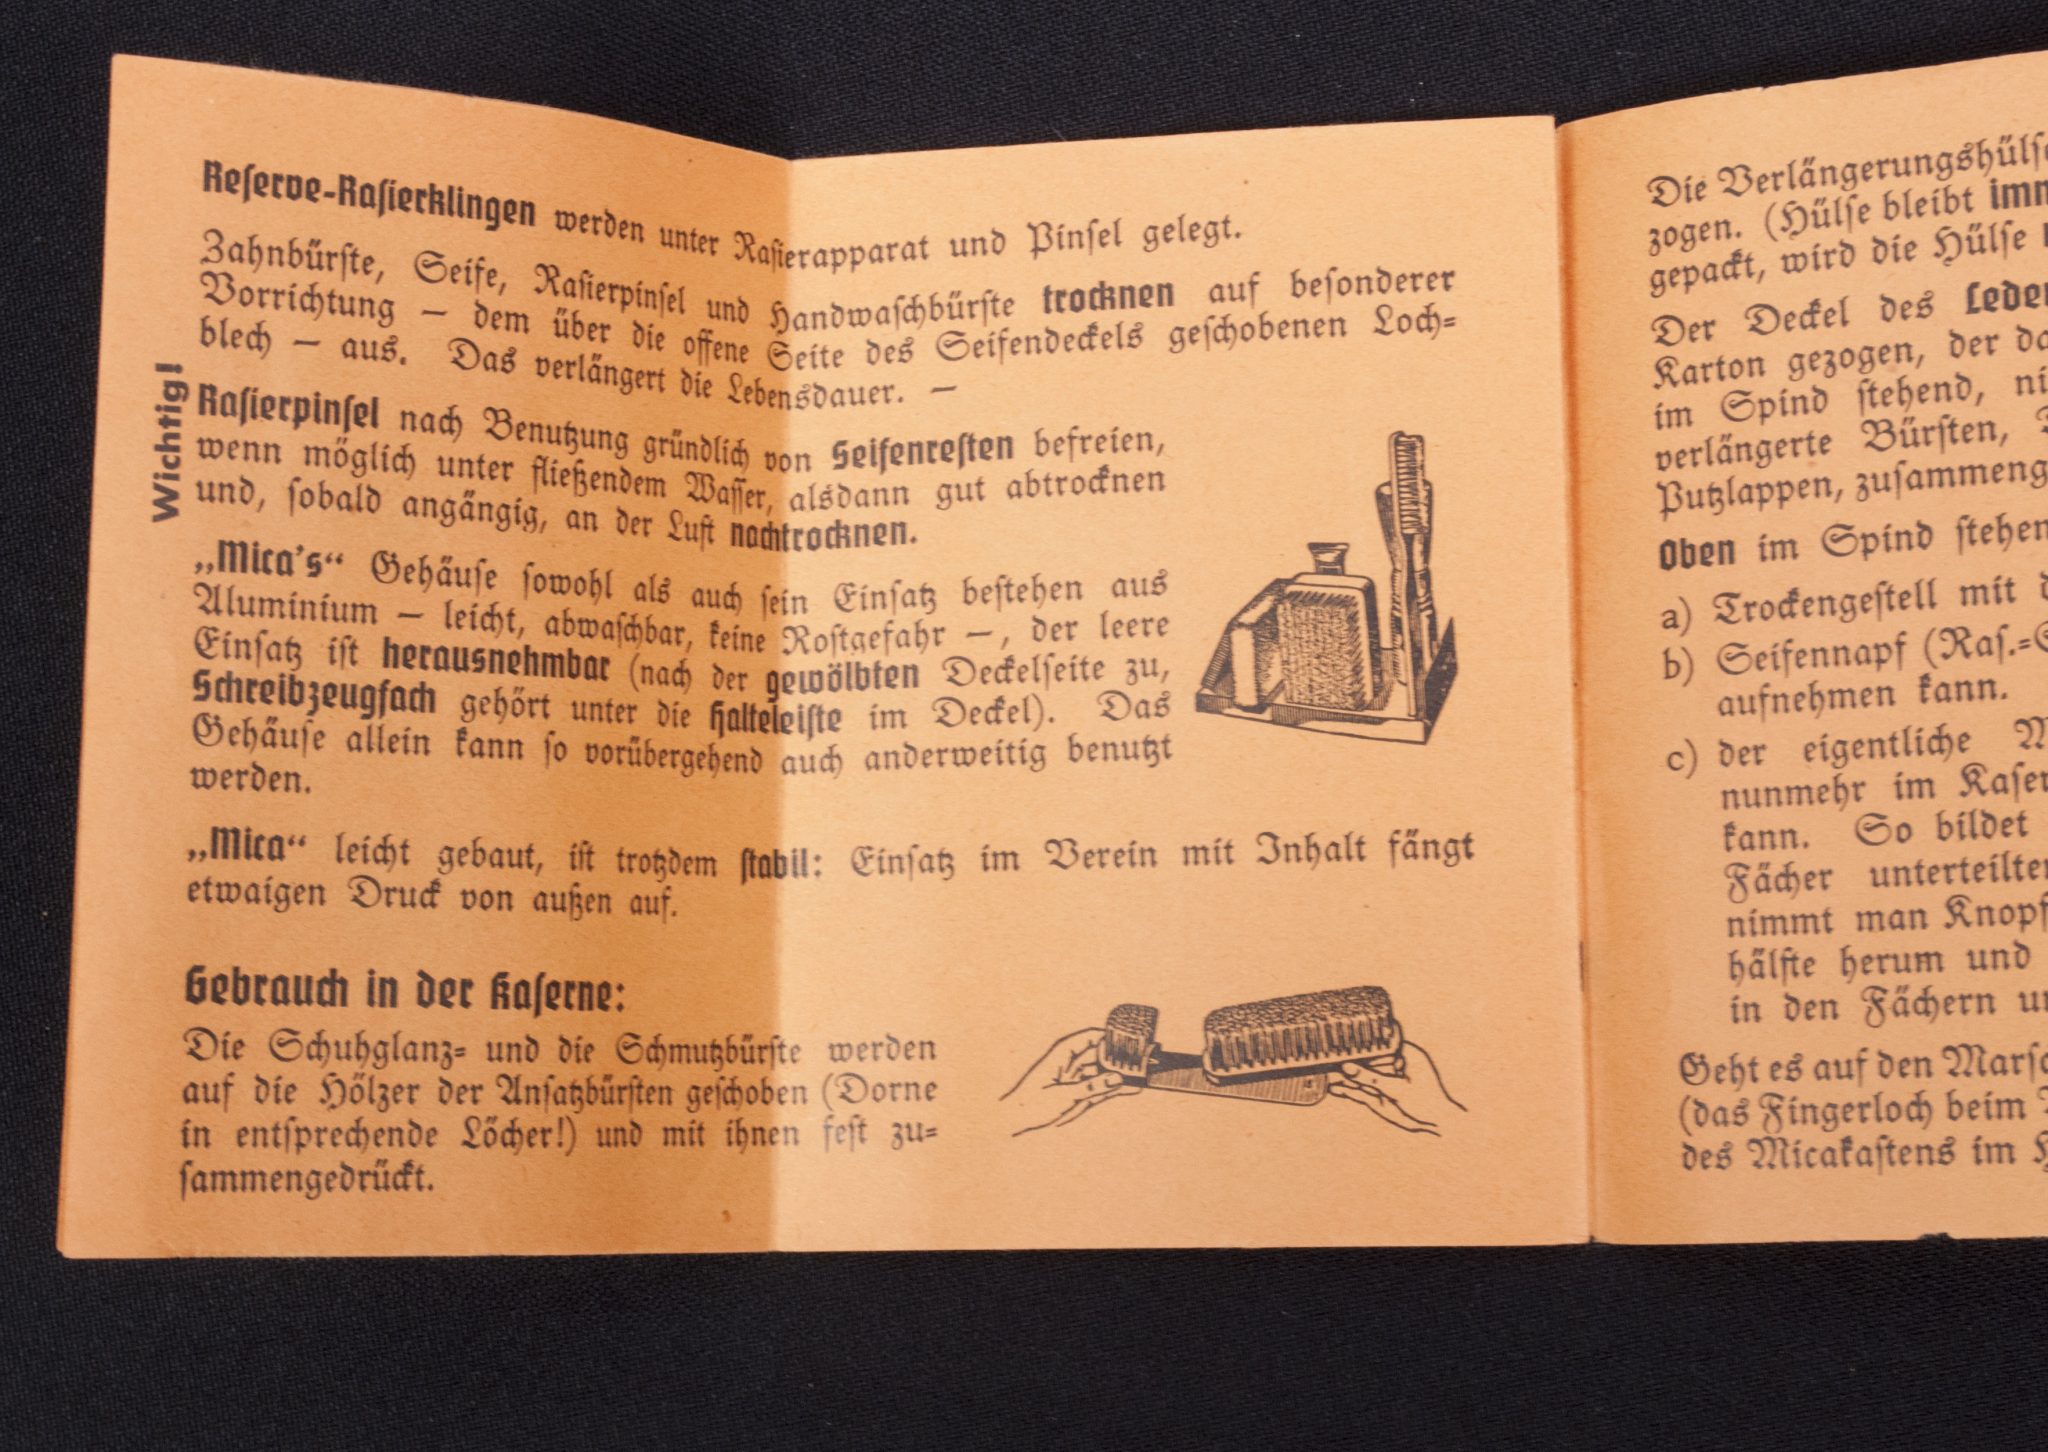 Reserve-Rasierklingen werden unter Rasierapparat und Pinsel gelegt.
Zahnbürste, Seife, Rasierpinsel und Handwaschbürste trocknen auf besonderer
Vorrichtung — dem über die offene Seite des Seifendeckels geschobenen Loch-
blech — aus. Das verlängert die Lebensdauer. —
Wichtig!
Rasierpinsel nach Benutzung gründlich von Seifenresten befreien,
wenn möglich unter fließendem Wasser, alsdann gut abtrocknen
und, sobald angängig, an der Luft nachtrocknen.
„Mica's“ Gehäuse sowohl als auch sein Einsatz bestehen aus
Aluminium — leicht, abwaschbar, keine Rostgefahr —, der leere
Einsatz ist herausnehmbar (nach der gewölbten Deckelseite zu,
Schreibzeugfach gehört unter die Halteleiste im Deckel). Das
Gehäuse allein kann so vorübergehend auch anderweitig benutzt
werden.
„Mica“ leicht gebaut, ist trotzdem stabil: Einsatz im Verein mit Inhalt fängt
etwaigen Druck von außen auf.
Gebrauch in der Kaserne:
Die Schuhglanz- und die Schmutzbürste werden
auf die Hölzer der Ansatzbürsten geschoben (Dorne
in entsprechende Löcher!) und mit ihnen fest zu-
sammengedrückt.
Die Verlängerungshülse
zogen. (Hülse bleibt
gepackt, wird die Hülse
Der Deckel des
Karton gezogen, der
im Spind stehend,
verlängerte Bürsten,
Putzlappen,
Oben im Spind
a) Trockengestell mit
b) Seifennapf (Ras.-
aufnehmen kann.
c) der eigentliche
nunmehr im
kann. So bildet
Fächer
nimmt man
hälfte herum und
in den Fächern
Geht es auf den
(das Fingerloch beim
des Micakastens im